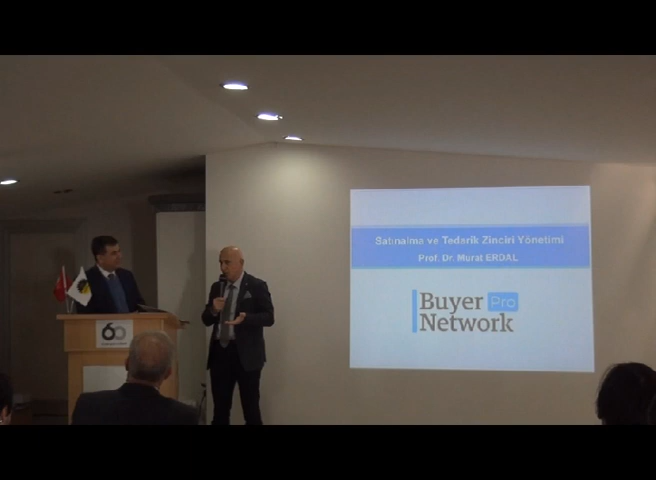 Satınalma ve Tedarik Zinciri Yönetimi
Prof. Dr. Murat ERDAL
Buyer Pro
Network
60